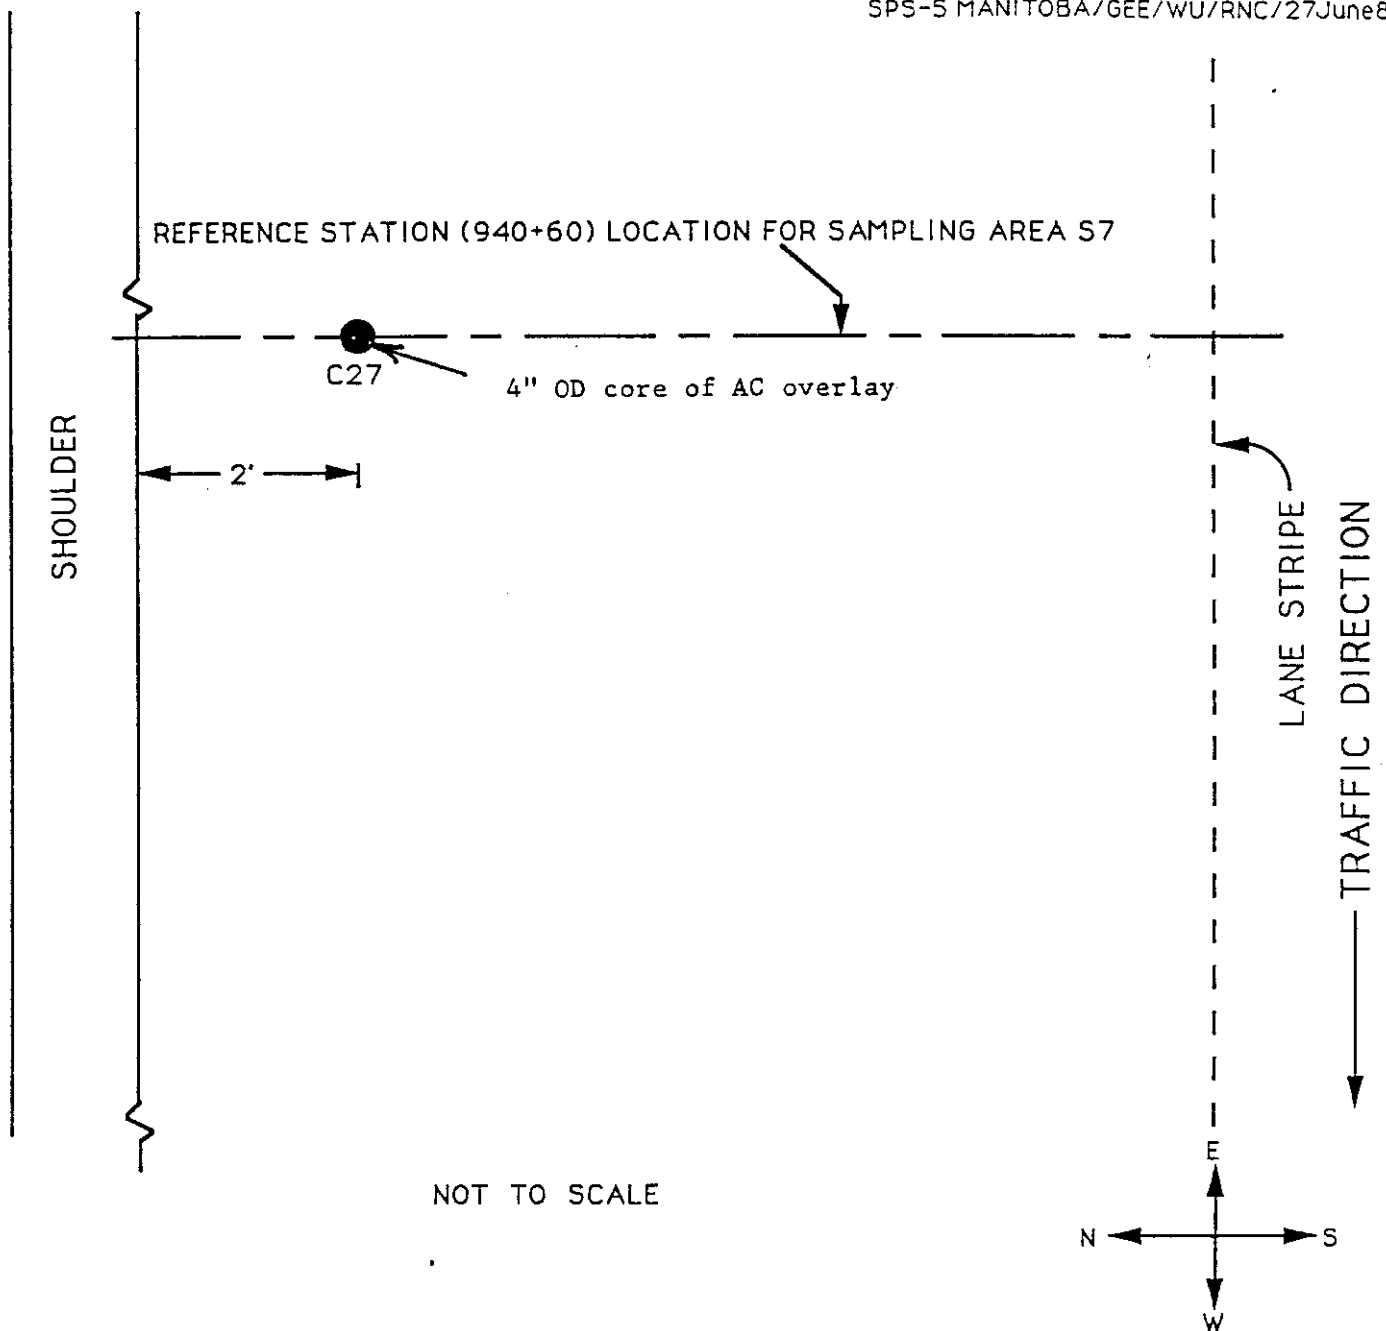 SPS-5 MANITOBA/GEE/WU/RNC/27June8
REFERENCE STATION (940+60) LOCATION FOR SAMPLING AREA S7
C27
4" OD core of AC overlay
2'
SHOULDER
LANE STRIPE
TRAFFIC DIRECTION
NOT TO SCALE
E
N
S
W